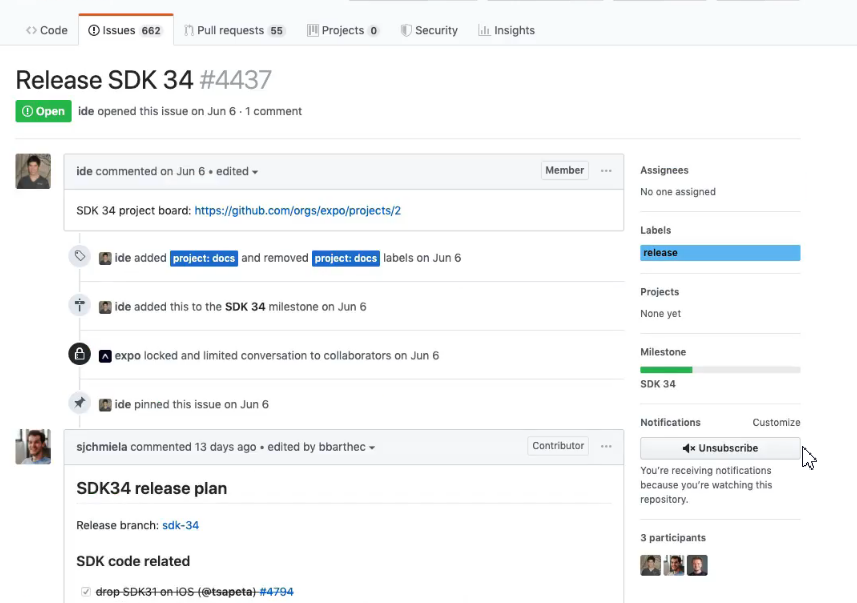 Code Issues 662 Pull requests 55 Projects 0 Security Insights
Release SDK 34 #4437
Open ide opened this issue on Jun 6 · 1 comment
ide commented on Jun 6 • edited
Member
SDK 34 project board: https://github.com/orgs/expo/projects/2
ide added project: docs and removed project: docs labels on Jun 6
ide added this to the SDK 34 milestone on Jun 6
expo locked and limited conversation to collaborators on Jun 6
ide pinned this issue on Jun 6
sjchmiela commented 13 days ago • edited by bbarthec
Contributor
SDK34 release plan
Release branch: sdk-34
SDK code related
drop SDK31 on iOS (@tsapeta) #4794
Assignees
No one assigned
Labels
release
Projects
None yet
Milestone
SDK 34
Notifications Customize
Unsubscribe
You're receiving notifications
because you're watching this
repository.
3 participants